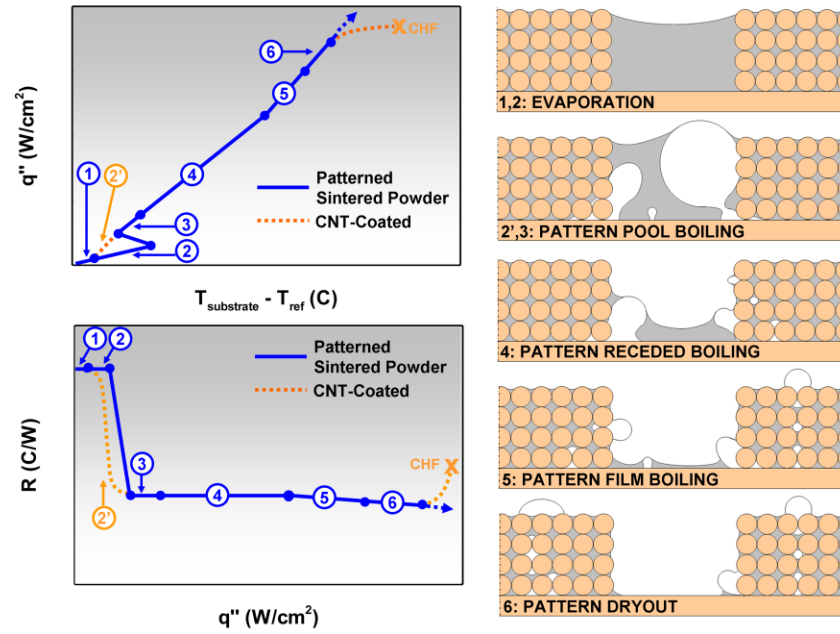 q" (W/cm²)
1
2'
3
2
4
5
6
CHF
Patterned
Sintered Powder
CNT-Coated
T_substrate - T_ref (C)
R (C/W)
1
2
3
2'
4
5
6
CHF
Patterned
Sintered Powder
CNT-Coated
q" (W/cm²)
1,2: EVAPORATION
2',3: PATTERN POOL BOILING
4: PATTERN RECEDED BOILING
5: PATTERN FILM BOILING
6: PATTERN DRYOUT